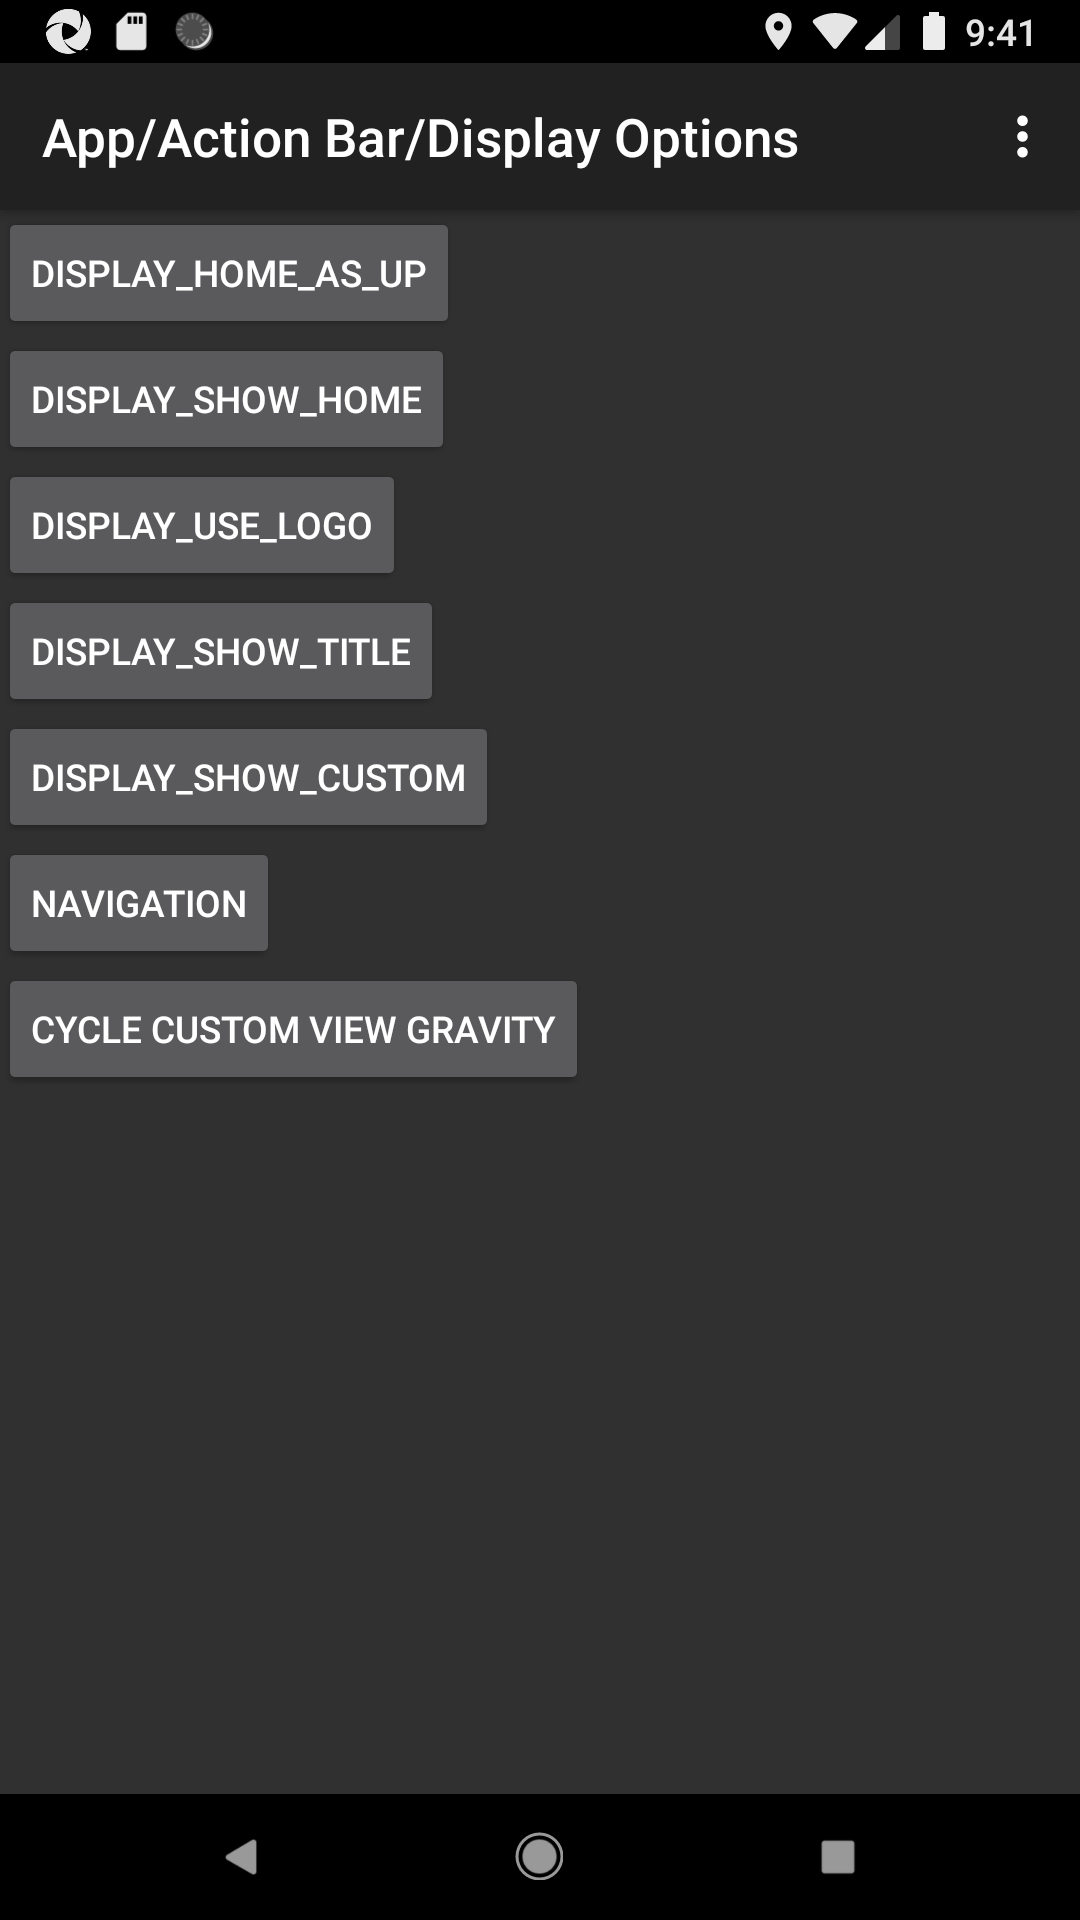 9:41
App/Action Bar/Display Options
DISPLAY_HOME_AS_UP
DISPLAY_SHOW_HOME
DISPLAY_USE_LOGO
DISPLAY_SHOW_TITLE
DISPLAY_SHOW_CUSTOM
NAVIGATION
CYCLE CUSTOM VIEW GRAVITY